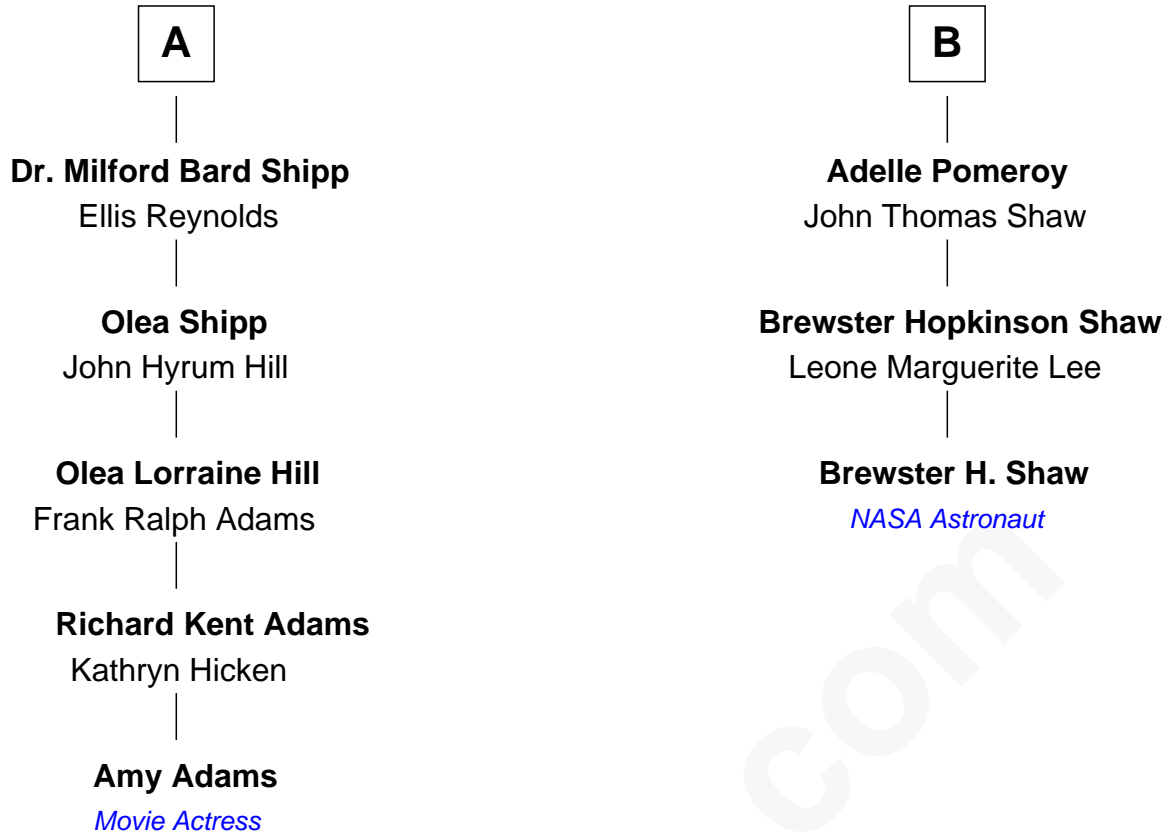 A
Dr. Milford Bard Shipp
Ellis Reynolds
Olea Shipp
John Hyrum Hill
Olea Lorraine Hill
Frank Ralph Adams
Richard Kent Adams
Kathryn Hicken
Amy Adams
Movie Actress
B
Adelle Pomeroy
John Thomas Shaw
Brewster Hopkinson Shaw
Leone Marguerite Lee
Brewster H. Shaw
NASA Astronaut
com